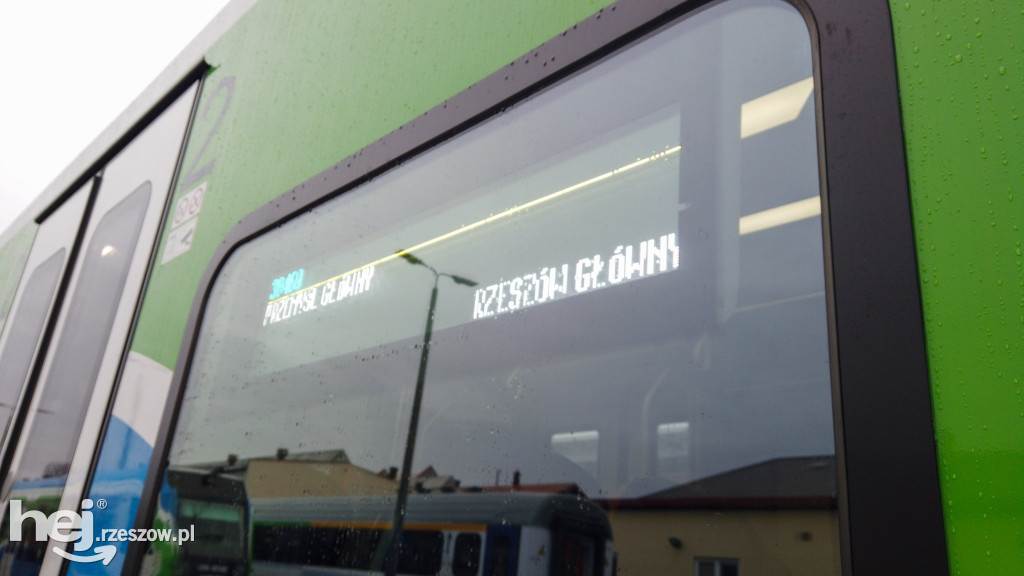 2
PRZEMYŚL GŁÓWNY
RZESZÓW GŁÓWNY
hej®
.rzeszow.pl